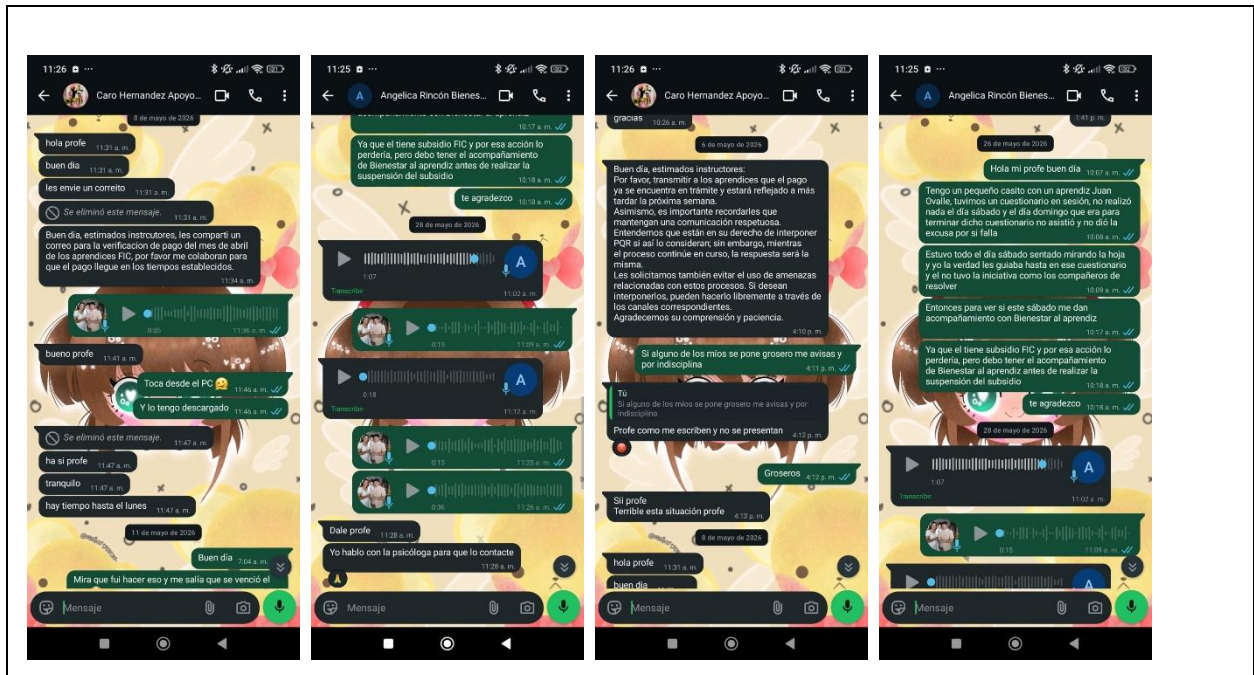 11:26
Caro Hernandez Apoyo...
8 de mayo de 2026
hola profe 11:31 a. m.
buen dia 11:31 a. m.
les envie un correito 11:31 a. m.
Se eliminó este mensaje. 11:31 a. m.
Buen dia, estimados instrcutores, les comparti un
correo para la verificacion de pago del mes de abril
de los aprendices FIC, por favor me colaboran para
que el pago llegue en los tiempos establecidos.
11:34 a. m.
0:05 11:36 a. m.
bueno profe 11:41 a. m.
Toca desde el PC 11:46 a. m.
Y lo tengo descargado 11:46 a. m.
Se eliminó este mensaje. 11:47 a. m.
ha si profe 11:47 a. m.
tranquilo 11:47 a. m.
hay tiempo hasta el lunes 11:47 a. m.
11 de mayo de 2026
Buen día 7:04 a. m.
Mira que fui hacer eso y me salía que se venció el
Mensaje
11:25
A Angelica Rincón Bienes...
acompañamiento con Bienestar al aprendiz
10:17 a. m.
Ya que el tiene subsidio FIC y por esa acción lo
perdería, pero debo tener el acompañamiento
de Bienestar al aprendiz antes de realizar la
suspensión del subsidio 10:18 a. m.
te agradezco 10:18 a. m.
28 de mayo de 2026
A
1:07
Transcribir 11:02 a. m.
0:15 11:09 a. m.
A
0:18
Transcribir 11:12 a. m.
0:15 11:25 a. m.
0:36 11:26 a. m.
Dale profe 11:28 a. m.
Yo hablo con la psicóloga para que lo contacte
11:28 a. m.
Mensaje
11:26
Caro Hernandez Apoyo...
gracias 10:26 a. m.
6 de mayo de 2026
Buen día, estimados instructores:
Por favor, transmitir a los aprendices que el pago
ya se encuentra en trámite y estará reflejado a más
tardar la próxima semana.
Asimismo, es importante recordarles que
mantengan una comunicación respetuosa.
Entendemos que están en su derecho de interponer
PQR si así lo consideran; sin embargo, mientras
el proceso continúe en curso, la respuesta será la
misma.
Les solicitamos también evitar el uso de amenazas
relacionadas con estos procesos. Si desean
interponerlos, pueden hacerlo libremente a través de
los canales correspondientes.
Agradecemos su comprensión y paciencia.
4:10 p. m.
Si alguno de los mios se pone grosero me avisas y
por indisciplina 4:11 p. m.
Tú
Si alguno de los mios se pone grosero me avisas y por
indisciplina
Profe como me escriben y no se presentan 4:12 p. m.
Groseros 4:12 p. m.
Sii profe
Terrible esta situación profe 4:13 p. m.
8 de mayo de 2026
hola profe 11:31 a. m.
buen dia
Mensaje
11:25
A Angelica Rincón Bienes...
1:41 p. m.
26 de mayo de 2026
Hola mi profe buen día 10:07 a. m.
Tengo un pequeño casito con un aprendiz Juan
Ovalle, tuvimos un cuestionario en sesión, no realizó
nada el día sábado y el día domingo que era para
terminar dicho cuestionario no asistió y no dió la
excusa por si falla 10:08 a. m.
Estuvo todo el día sábado sentado mirando la hoja
y yo la verdad les guiaba hasta en ese cuestionario
y el no tuvo la iniciativa como los compañeros de
resolver 10:09 a. m.
Entonces para ver si este sábado me dan
acompañamiento con Bienestar al aprendiz
10:17 a. m.
Ya que el tiene subsidio FIC y por esa acción lo
perdería, pero debo tener el acompañamiento
de Bienestar al aprendiz antes de realizar la
suspensión del subsidio 10:18 a. m.
te agradezco 10:18 a. m.
28 de mayo de 2026
A
1:07
Transcribir 11:02 a. m.
0:15 11:09 a. m.
A
Mensaje